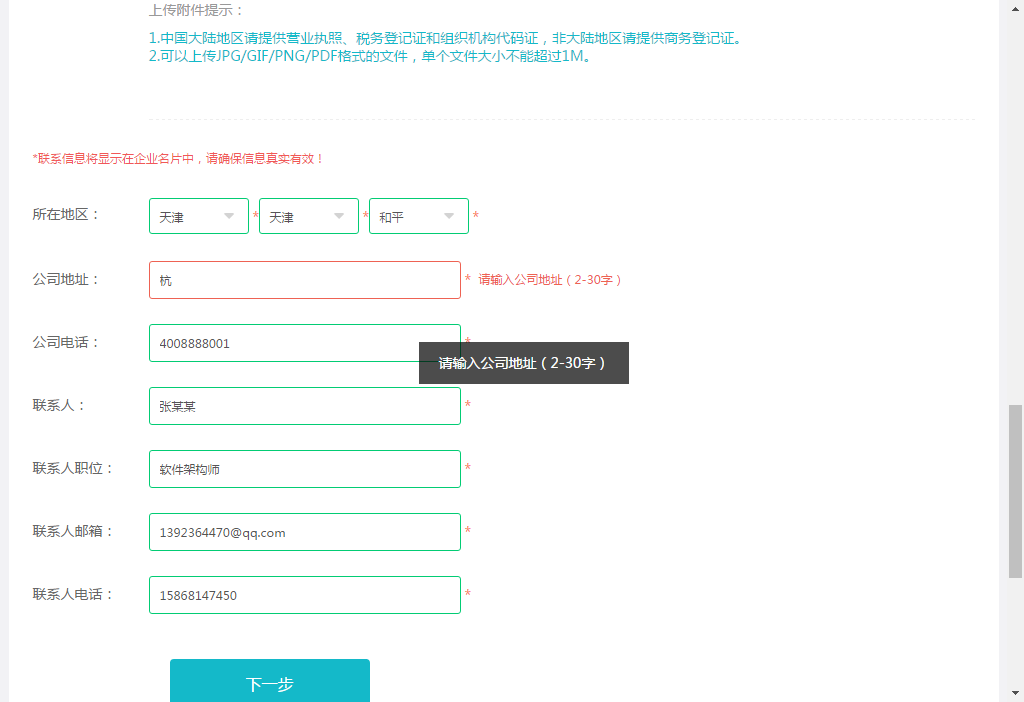 上传附件提示：
1.中国大陆地区请提供营业执照、税务登记证和组织机构代码证，非大陆地区请提供商务登记证。
2.可以上传JPG/GIF/PNG/PDF格式的文件，单个文件大小不能超过1M。
*联系信息将显示在企业名片中，请确保信息真实有效！
所在地区： 天津 * 天津 * 和平 *
公司地址： 杭 * 请输入公司地址（2-30字）
公司电话： 4008888001 *
请输入公司地址（2-30字）
联系人： 张某某 *
联系人职位： 软件架构师 *
联系人邮箱： 1392364470@qq.com *
联系人电话： 15868147450 *
下一步